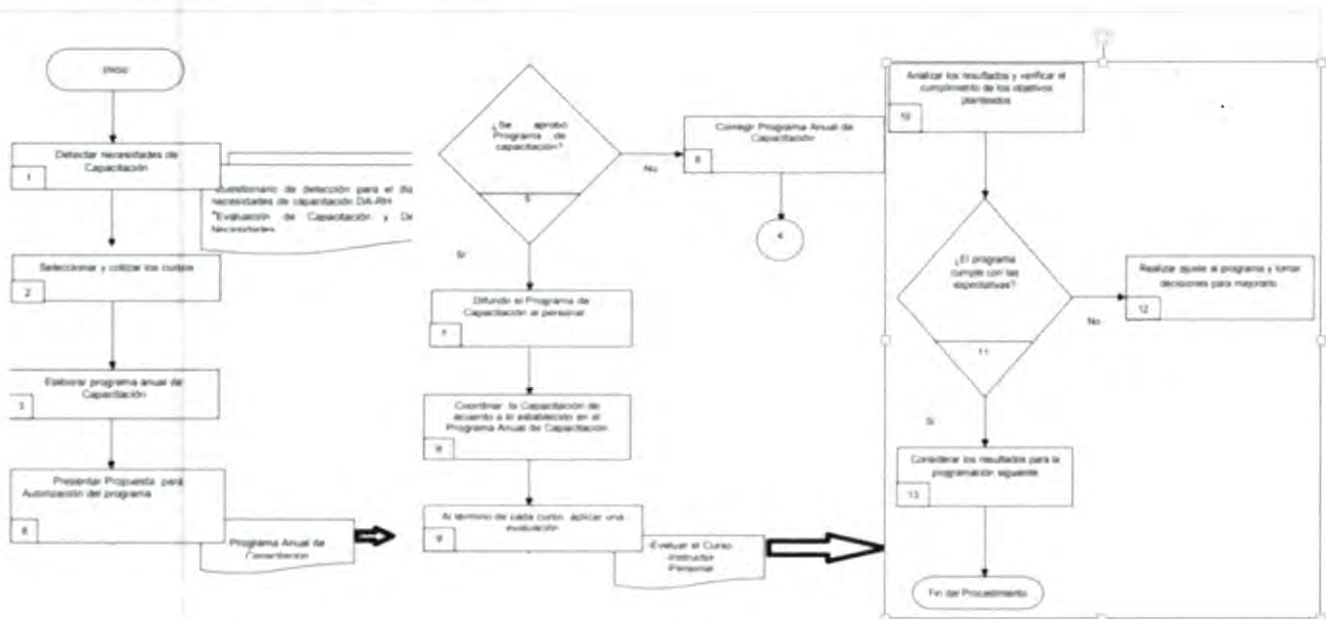 Inicio
Detectar necesidades de
Capacitación
1
Cuestionario de detección para el
necesidades de capacitación DA-RH
*Evaluación de Capacitación y De
Necesidades
Seleccionar y cotizar los cursos
2
Elaborar programa anual de
Capacitación
3
Presentar Propuesta para
Autorización del programa
Programa Anual de
Capacitación
¿Se aprobó
Programa de
capacitación?
5
No
Corregir Programa Anual de
Capacitación
6
4
Si
Difundir el Programa de
Capacitación al personal
7
Coordinar la Capacitación de
acuerdo a lo establecido en el
Programa Anual de Capacitación
8
Al término de cada curso aplicar una
evaluación
9
-Evaluar el Curso
-Instructor
-Personal
Analizar los resultados y verificar el
cumplimiento de los objetivos
planteados
10
¿El programa
cumple con las
expectativas?
11
No
Realizar ajuste al programa y tomar
decisiones para mejorarlo
12
Si
Considerar los resultados para la
programación siguiente
13
Fin del Procedimiento